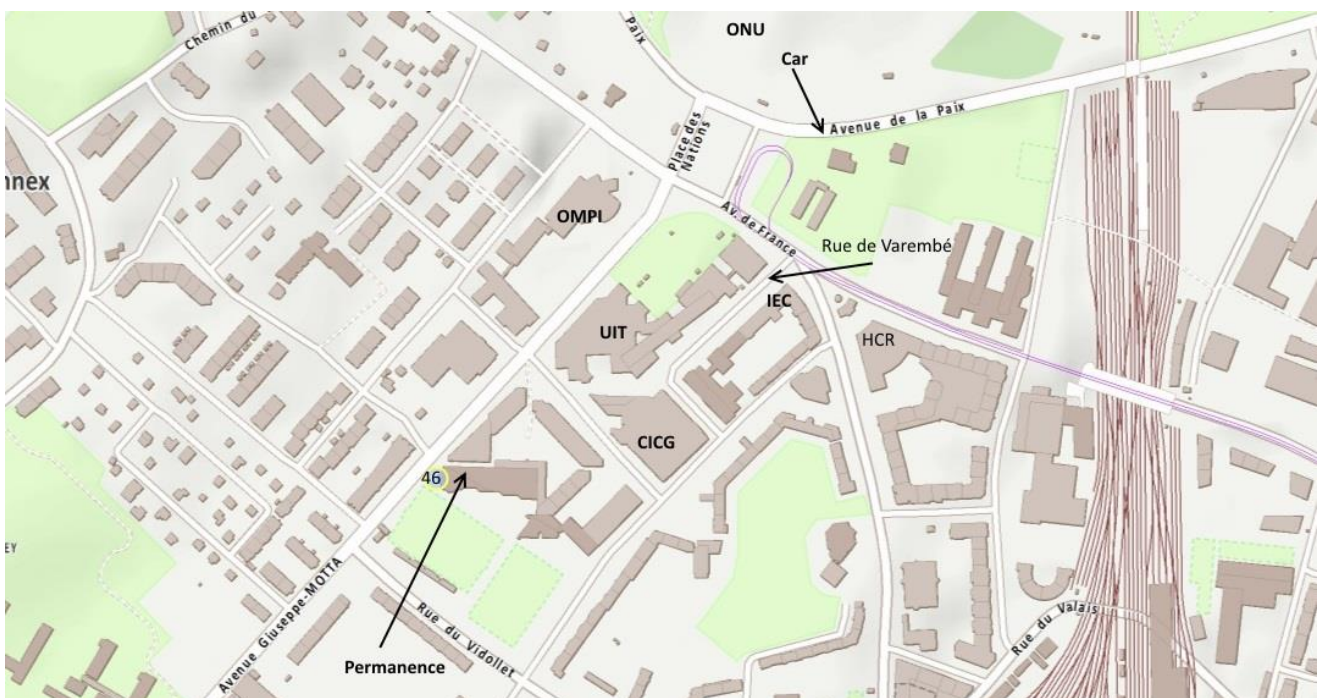 Chemin du
Paix
ONU
Car
Avenue de la Paix
Place des
Nations
nnex
OMPI
Av. de France
Rue de Varembé
IEC
UIT
HCR
CICG
46
EY
Avenue Giuseppe-MOTTA
Rue du Vidollet
Rue du Valais
Permanence